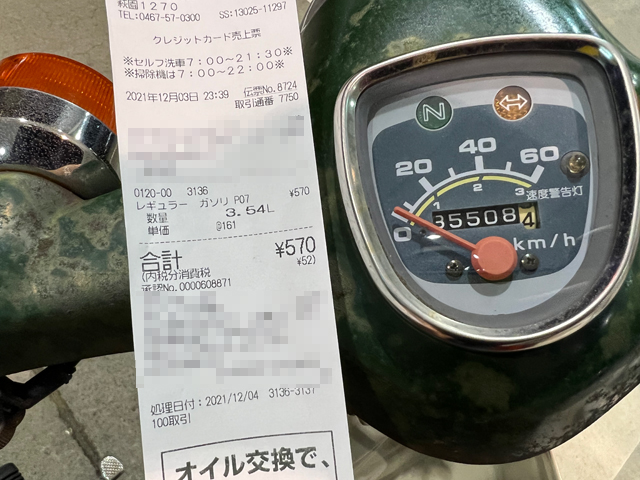 萩園1270
TEL:0467-57-0300 SS:13025-11297
クレジットカード売上票
※セルフ洗車7:00～21:30※
※掃除機は7:00～22:00※
2021年12月03日 23:39 伝票No.8724
取引通番 7750
0120-00 3136
レギュラー ガソリ P07 ¥570
数量 3.54L
単価 @161
合計 ¥570
(内税分消費税 ¥52)
承認No.0000608871
処理日付:2021/12/04 3136-3137
100取引
オイル交換で、
N
0 20 40 60
1 2 3
速度警告灯
35508 4
km/h